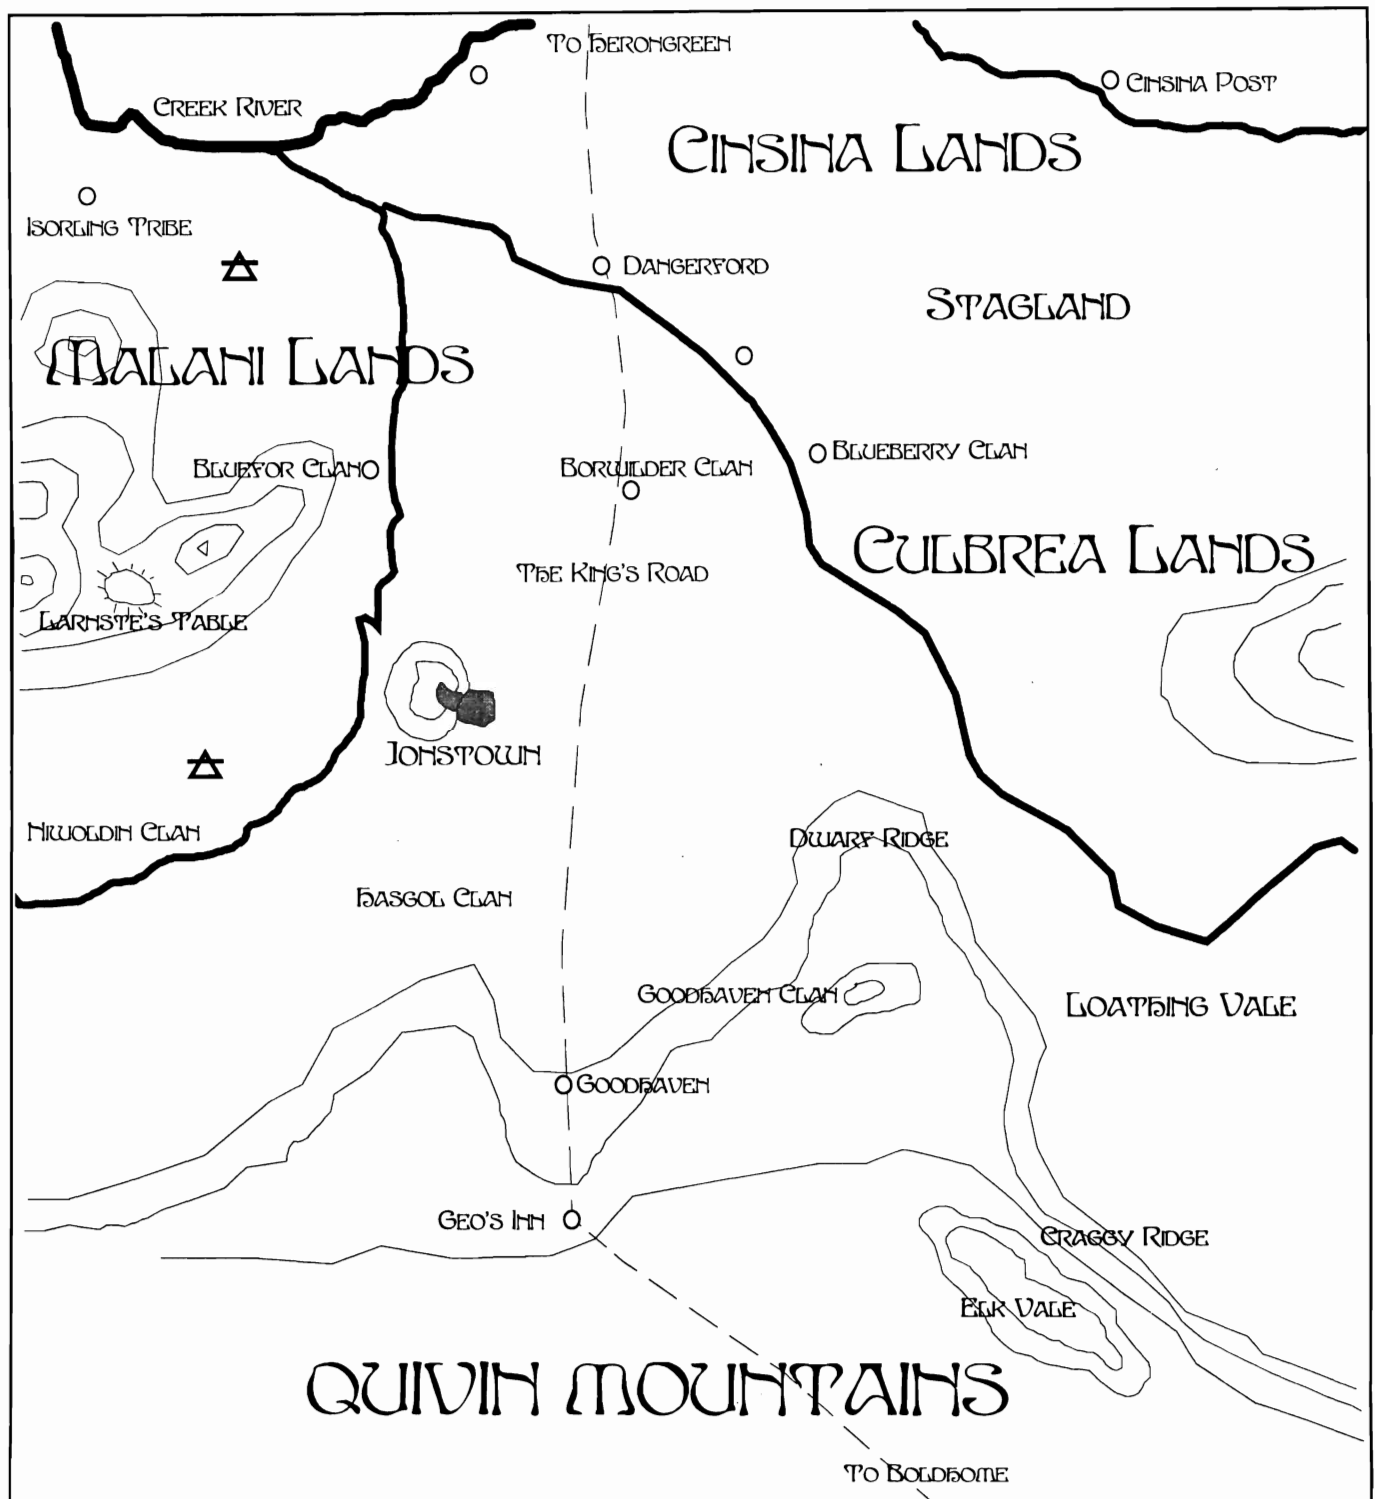 To Herongreen
Cinsina Post
Creek River
Cinsina Lands
Isorling Tribe
Dangerford
Stagland
Malani Lands
Bluefor Clan
Borwilder Clan
Blueberry Clan
Culbrea Lands
The King's Road
Larnste's Table
Jonstown
Niwoldin Clan
Dwarf Ridge
Hasgol Clan
Goodhaven Clan
Loathing Vale
Goodhaven
Geo's Inn
Craggy Ridge
Elk Vale
Quivin Mountains
To Boldhome